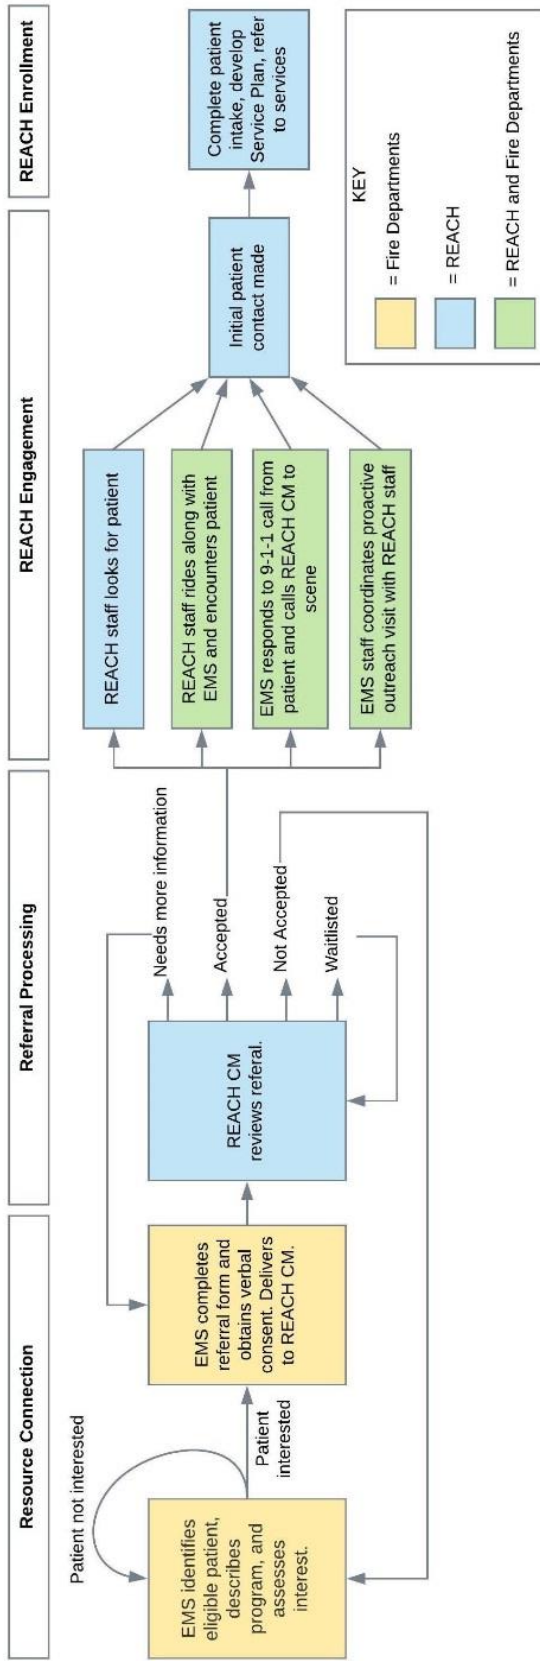 Resource Connection
Referral Processing
REACH Engagement
REACH Enrollment
Patient not interested
EMS identifies
eligible patient,
describes
program, and
assesses
interest.
Patient
interested
EMS completes
referral form and
obtains verbal
consent. Delivers
to REACH CM.
REACH CM
reviews referal.
Needs more information
Accepted
Not Accepted
Waitlisted
REACH staff looks for patient
REACH staff rides along with
EMS and encounters patient
EMS responds to 9-1-1 call from
patient and calls REACH CM to
scene
EMS staff coordinates proactive
outreach visit with REACH staff
Initial patient
contact made
Complete patient
intake, develop
Service Plan, refer
to services
KEY
= Fire Departments
= REACH
= REACH and Fire Departments